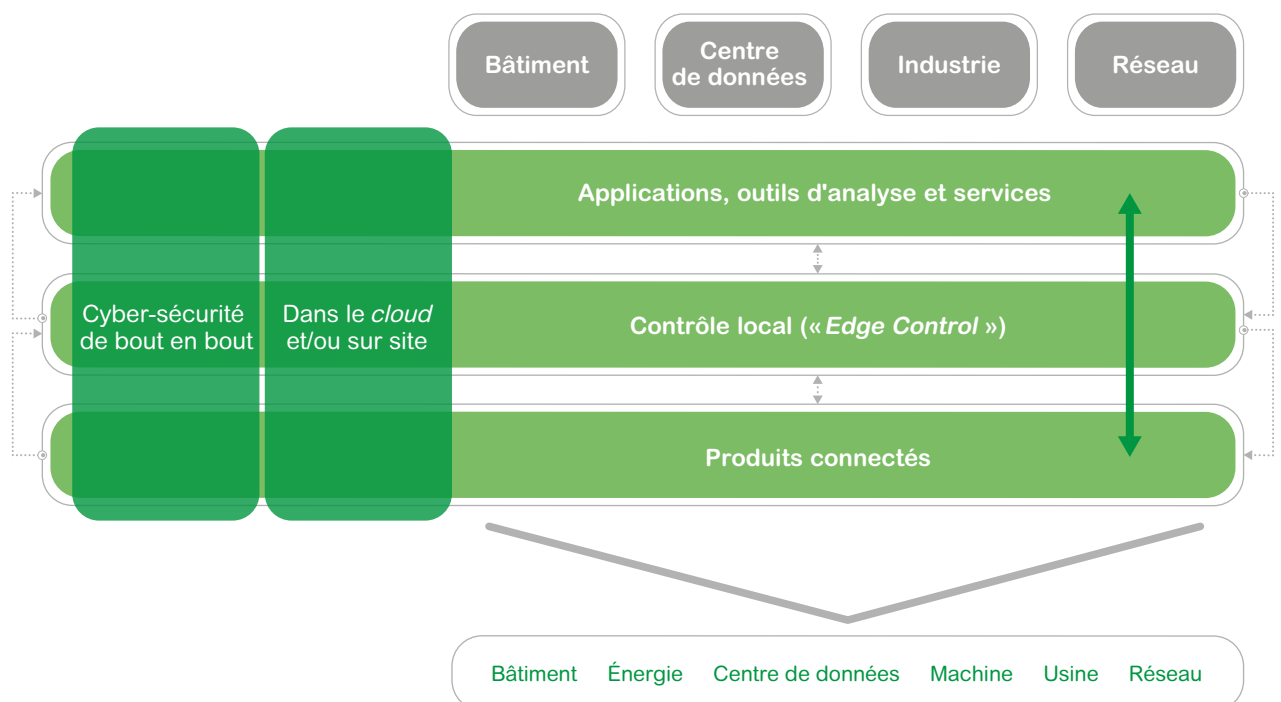 Bâtiment
Centre
de données
Industrie
Réseau
Applications, outils d'analyse et services
Cyber-sécurité
de bout en bout
Dans le cloud
et/ou sur site
Contrôle local (« Edge Control »)
Produits connectés
Bâtiment Énergie Centre de données Machine Usine Réseau